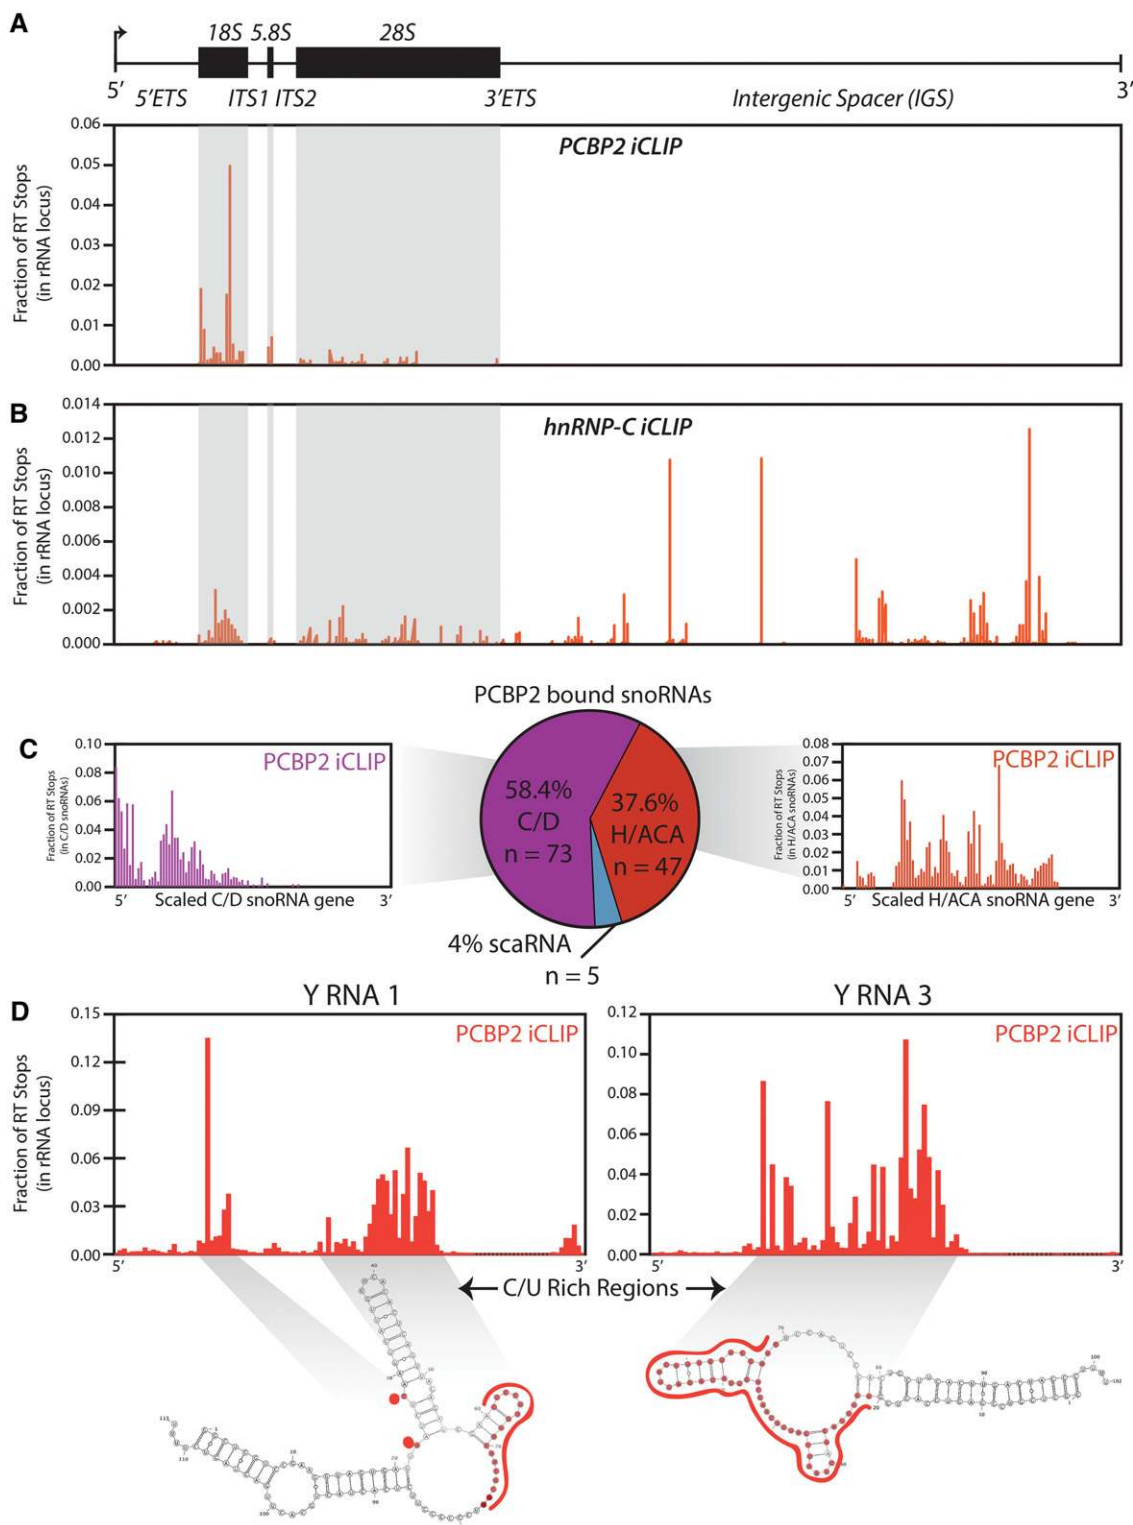 A
18S 5.8S 28S
5' 3'
5'ETS ITS1 ITS2 3'ETS Intergenic Spacer (IGS)
PCBP2 iCLIP
Fraction of RT Stops
(in rRNA locus)
0.06
0.05
0.04
0.03
0.02
0.01
0.00
B
hnRNP-C iCLIP
Fraction of RT Stops
(in rRNA locus)
0.014
0.012
0.010
0.008
0.006
0.004
0.002
0.000
PCBP2 bound snoRNAs
C
PCBP2 iCLIP
Fraction of RT Stops
(in C/D snoRNAs)
0.10
0.08
0.06
0.04
0.02
0.00
5' Scaled C/D snoRNA gene 3'
58.4%
C/D
n = 73
37.6%
H/ACA
n = 47
4% scaRNA
n = 5
PCBP2 iCLIP
Fraction of RT Stops
(in H/ACA snoRNAs)
0.08
0.07
0.06
0.05
0.04
0.03
0.02
0.01
0.00
5' Scaled H/ACA snoRNA gene 3'
D
Y RNA 1
PCBP2 iCLIP
Fraction of RT Stops
(in rRNA locus)
0.15
0.12
0.09
0.06
0.03
0.00
5' 3'
Y RNA 3
PCBP2 iCLIP
0.12
0.10
0.08
0.06
0.04
0.02
0.00
5' 3'
C/U Rich Regions